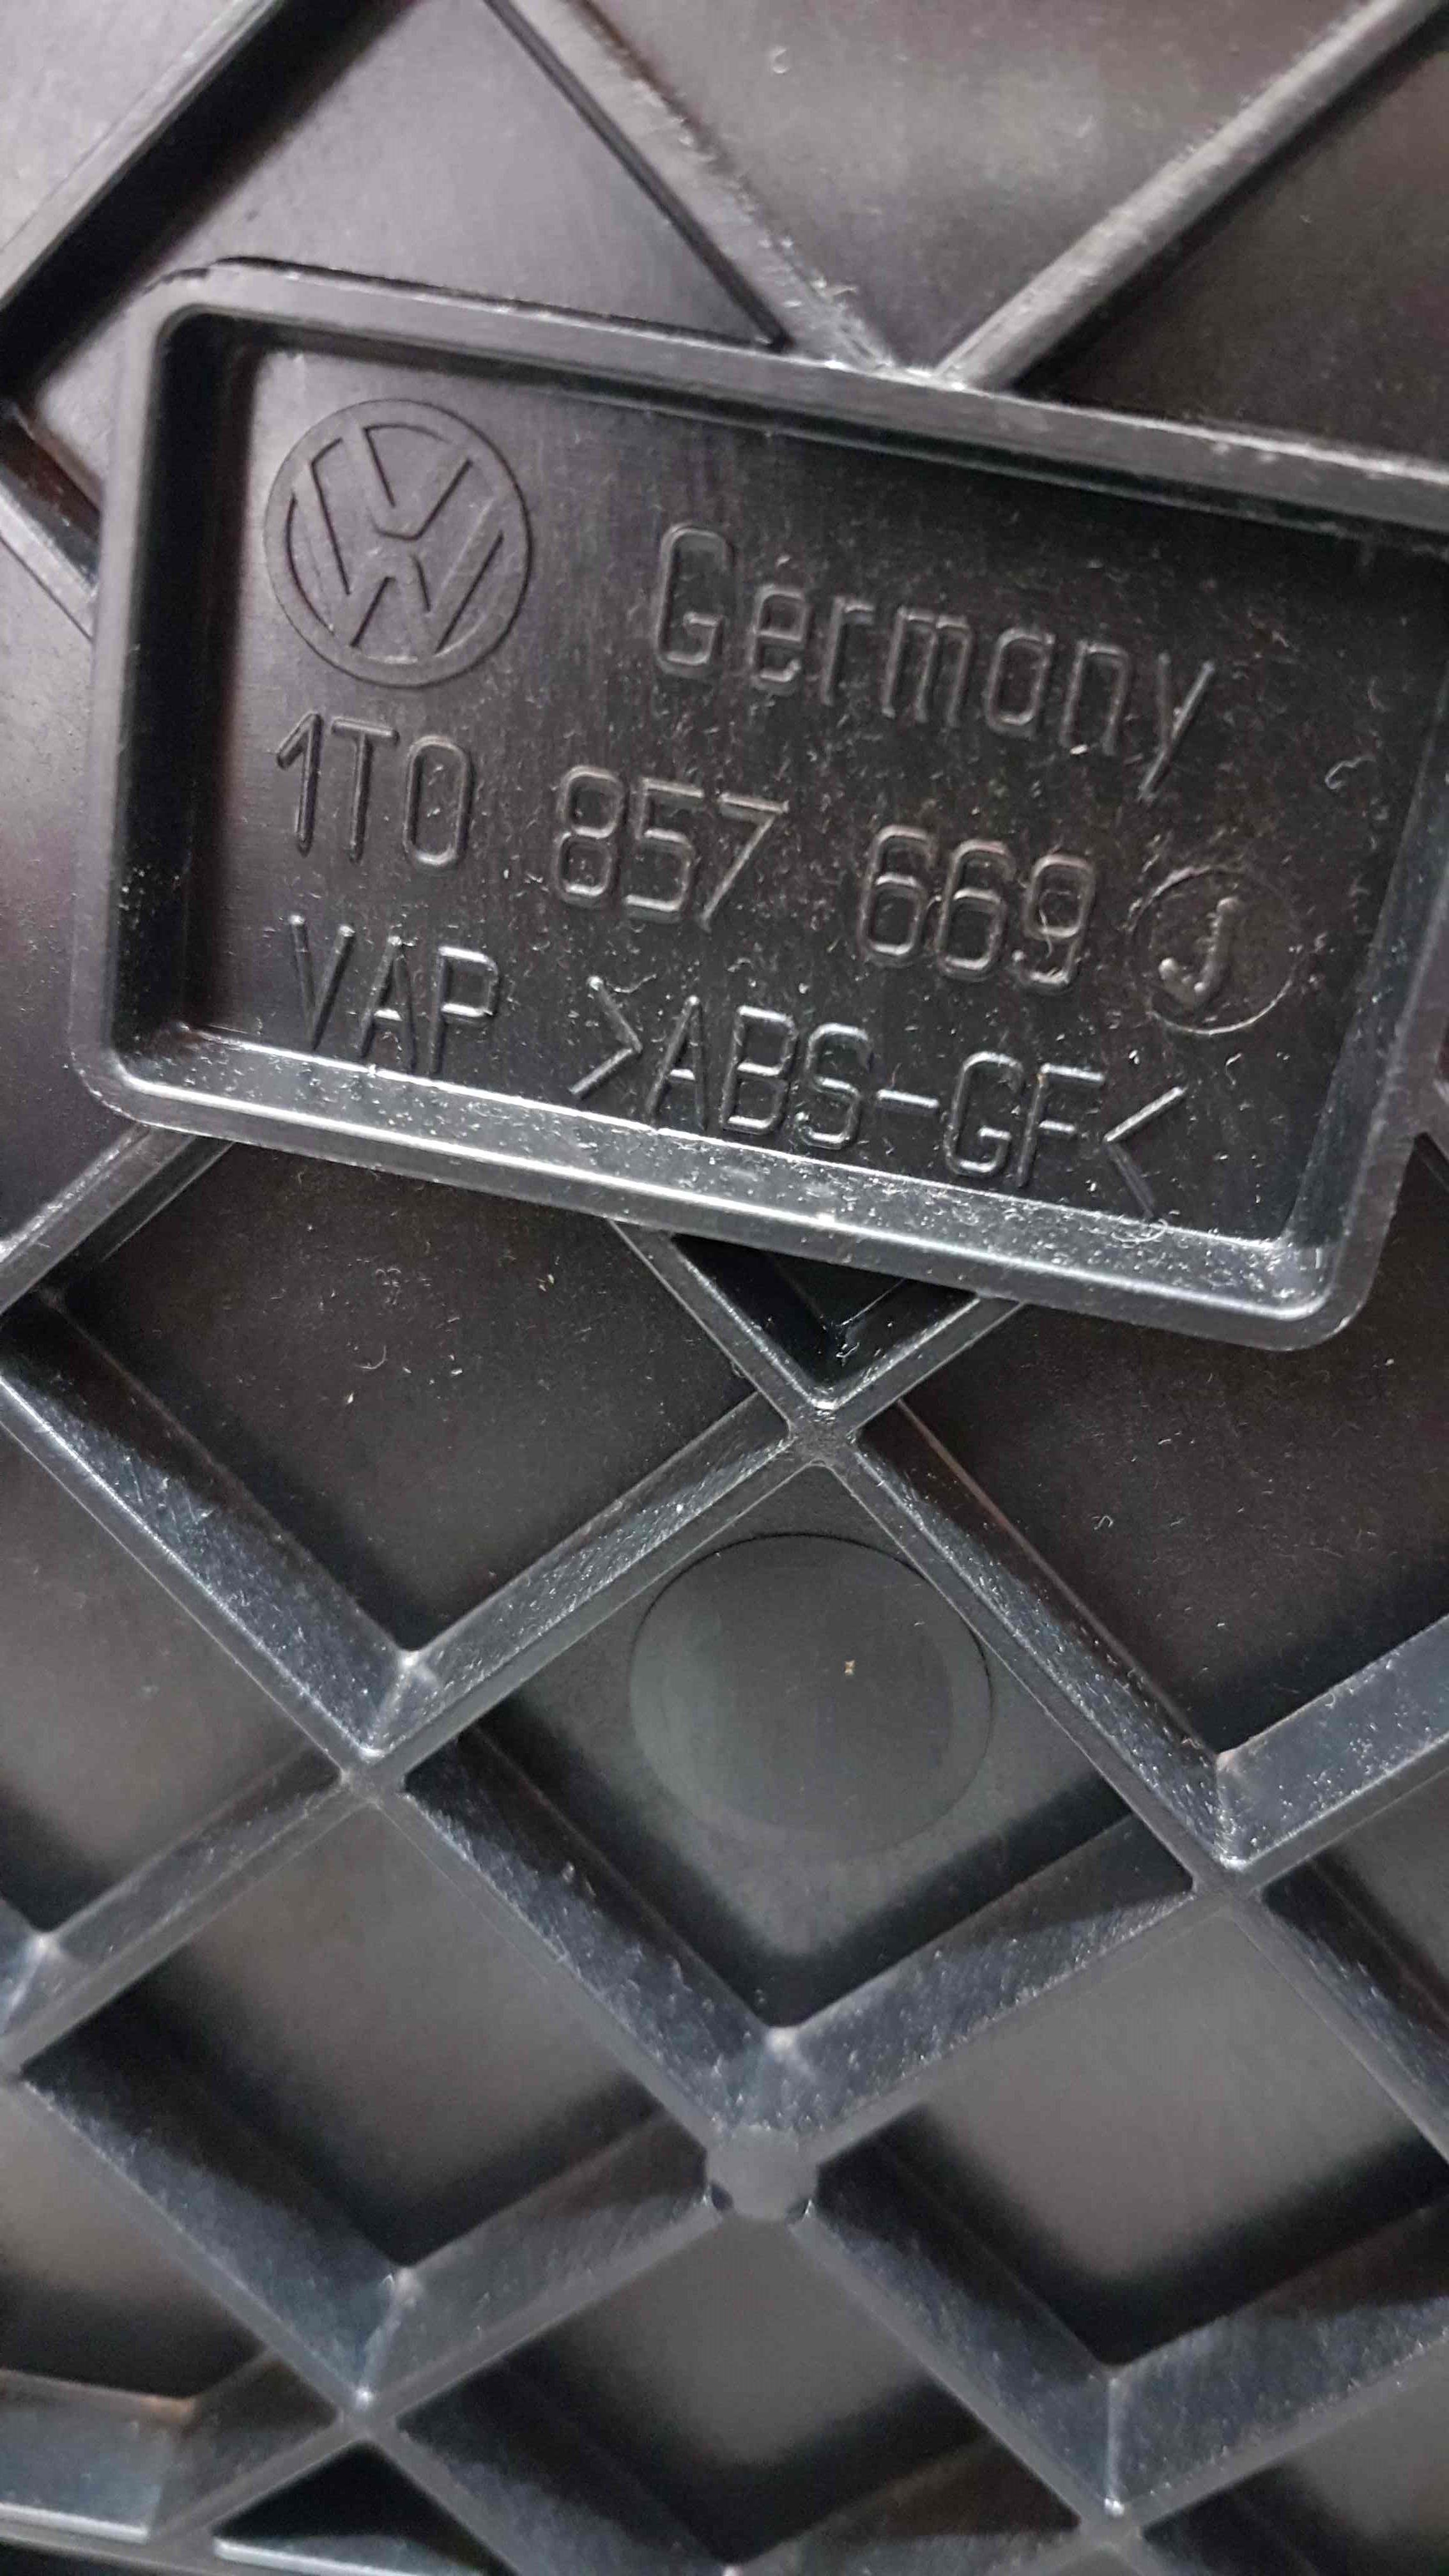 VW Germany
1T0 857 669 J
VAP >ABS-GF<